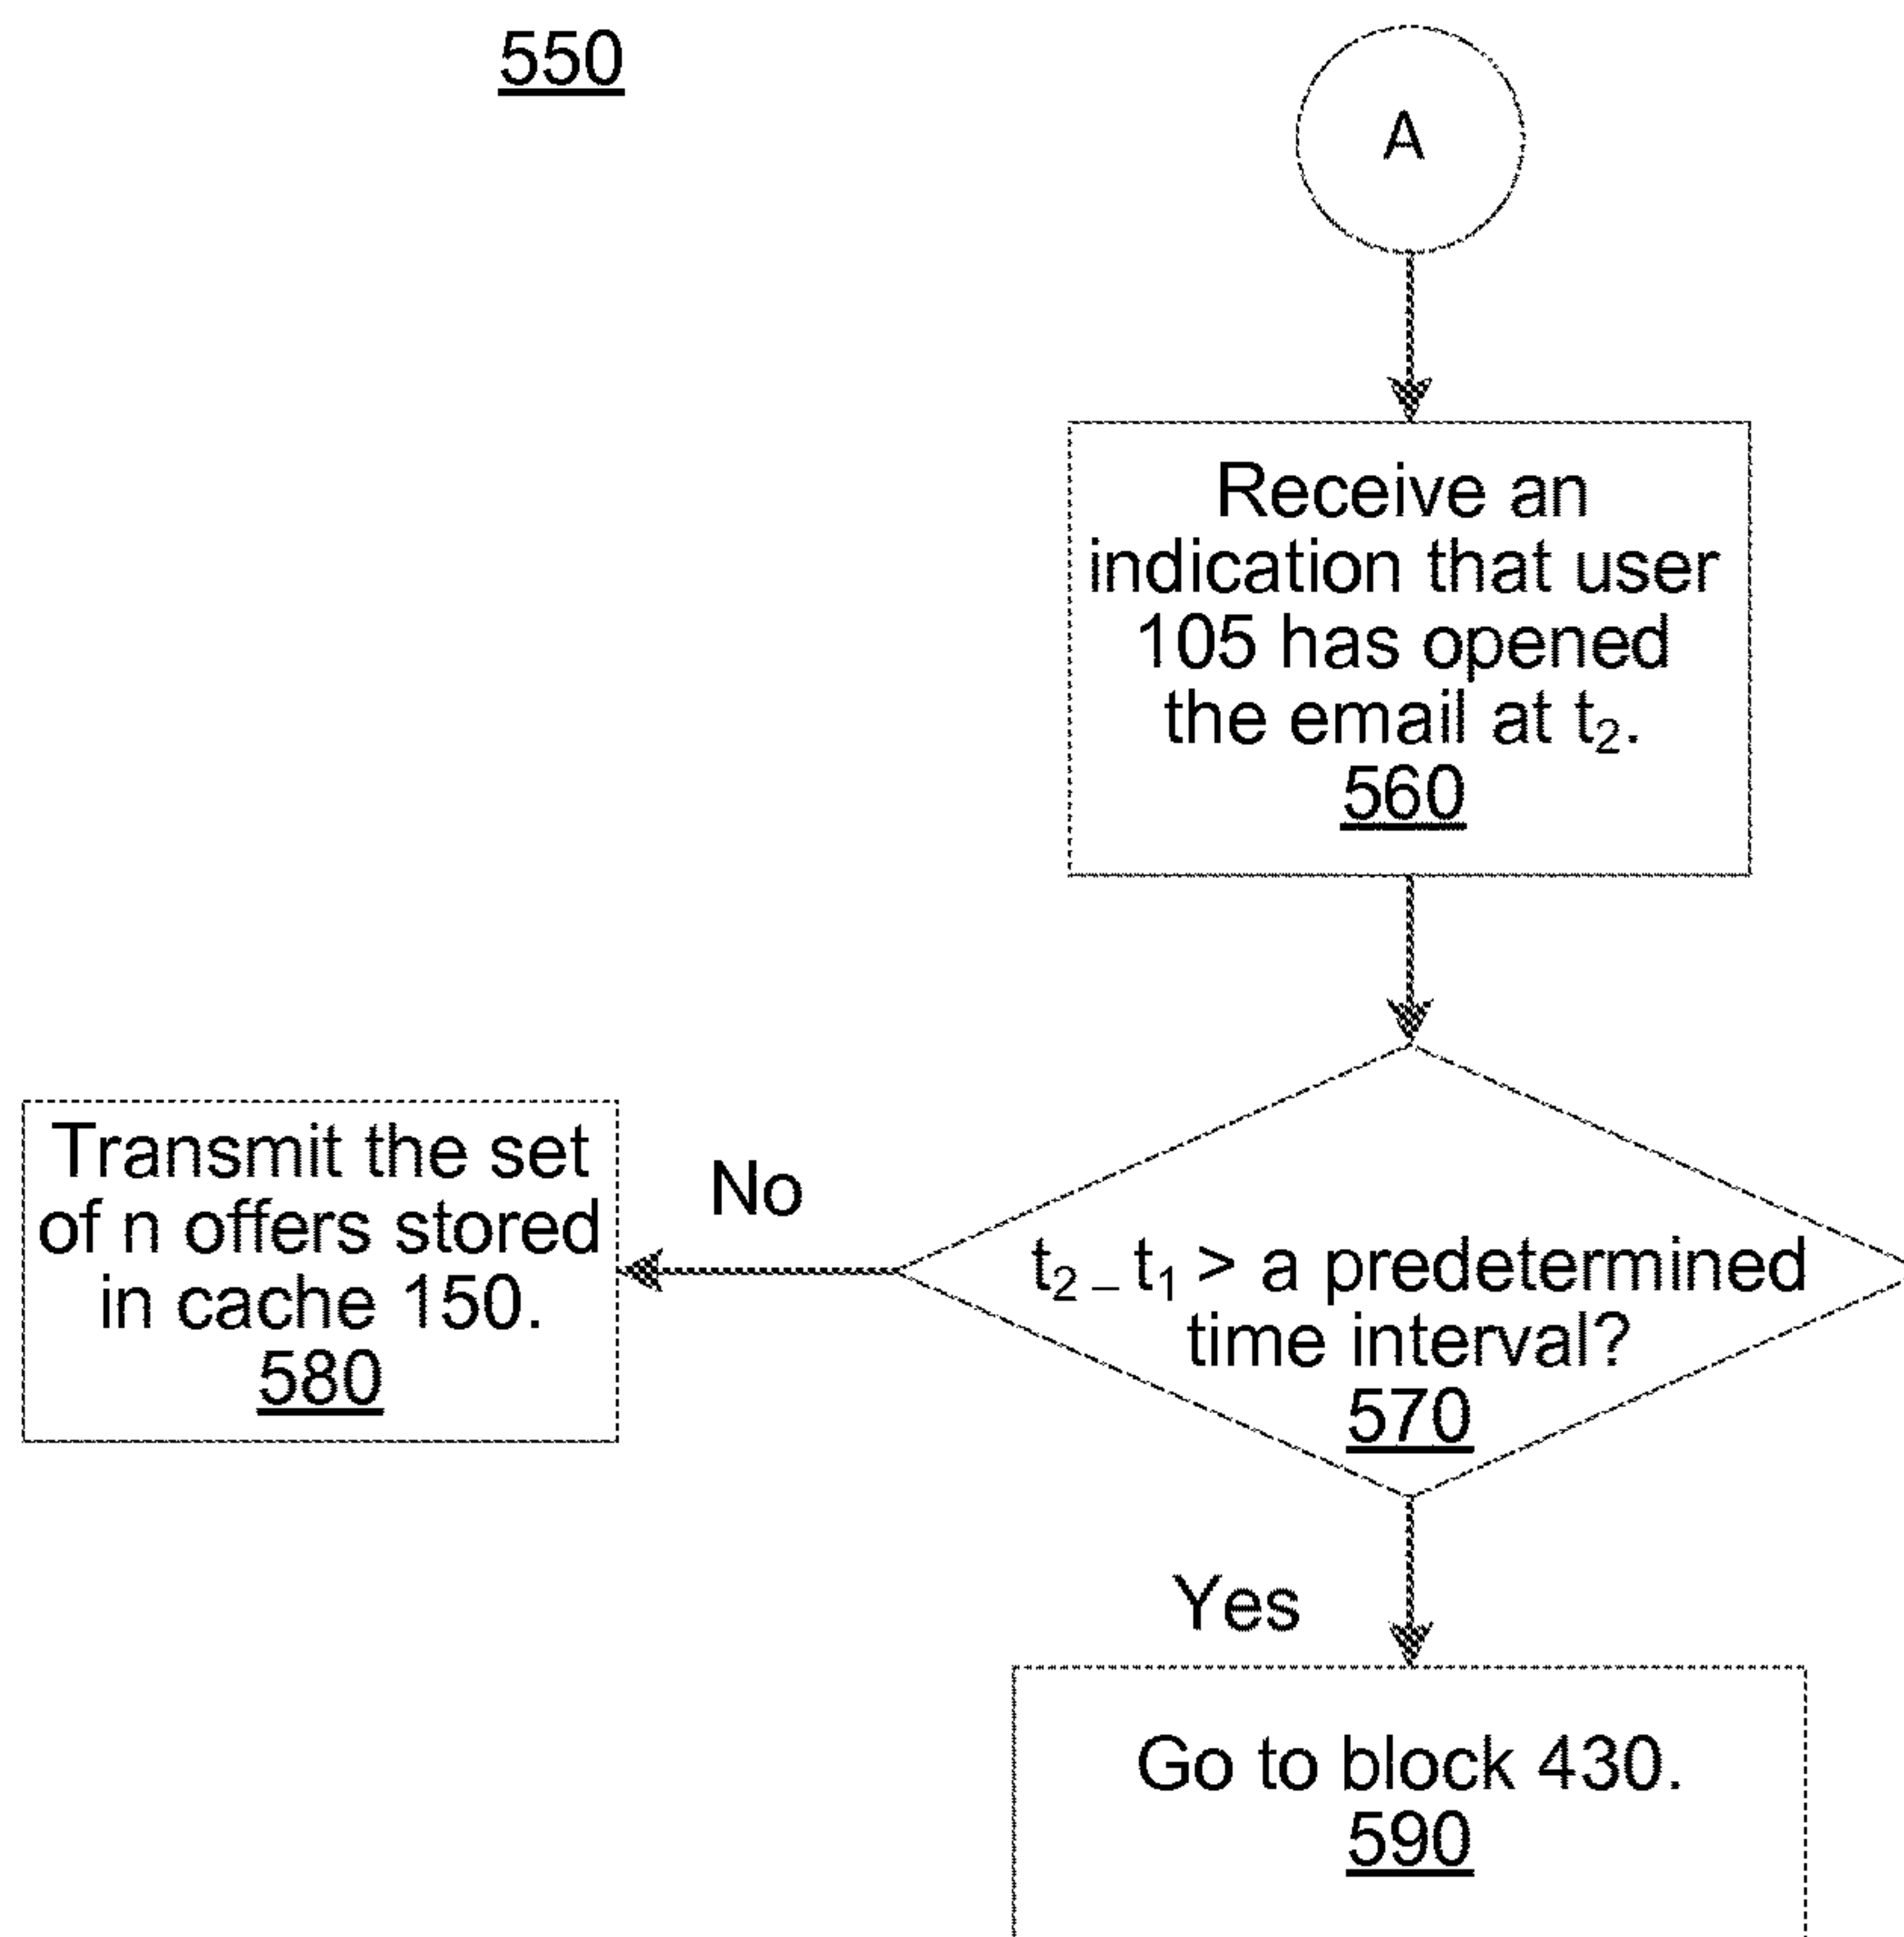 550
A
Receive an
indication that user
105 has opened
the email at t₂.
560
Transmit the set
of n offers stored
in cache 150.
580
No
t₂ – t₁ > a predetermined
time interval?
570
Yes
Go to block 430.
590